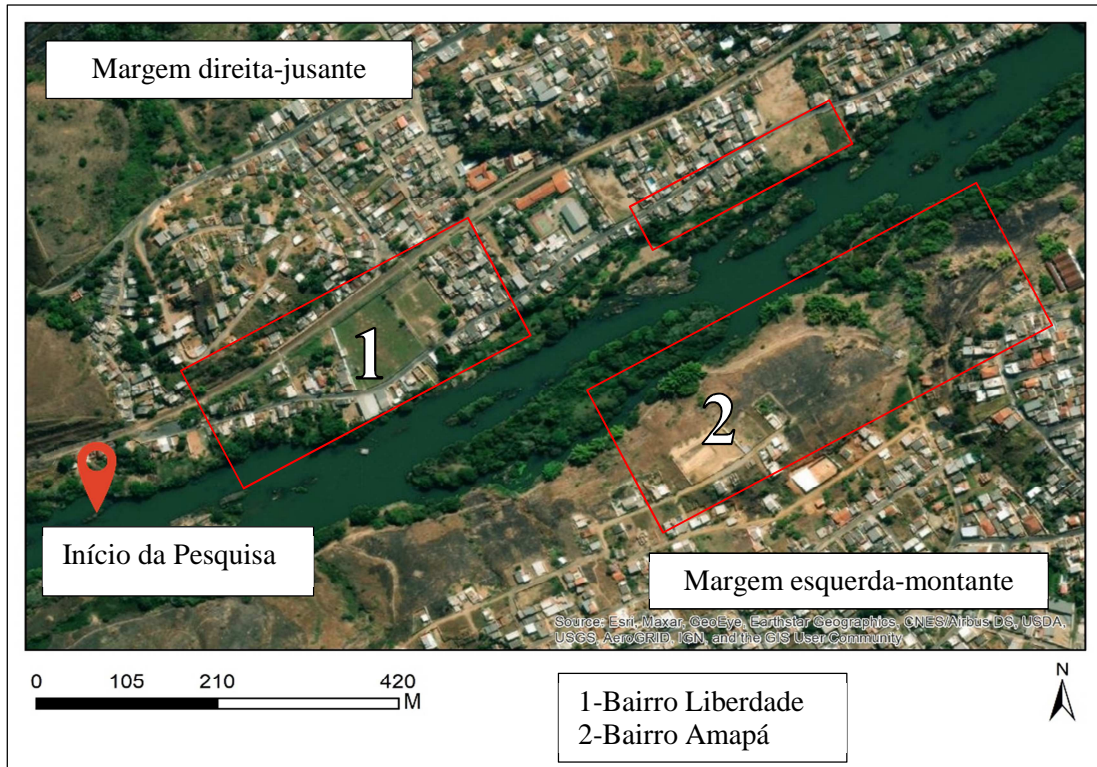 Margem direita-jusante
1
2
Início da Pesquisa
Margem esquerda-montante
Source: Esri, Maxar, GeoEye, Earthstar Geographics, CNES/Airbus DS, USDA,
USGS, AeroGRID, IGN, and the GIS User Community
0 105 210 420
M
1-Bairro Liberdade
2-Bairro Amapá
N